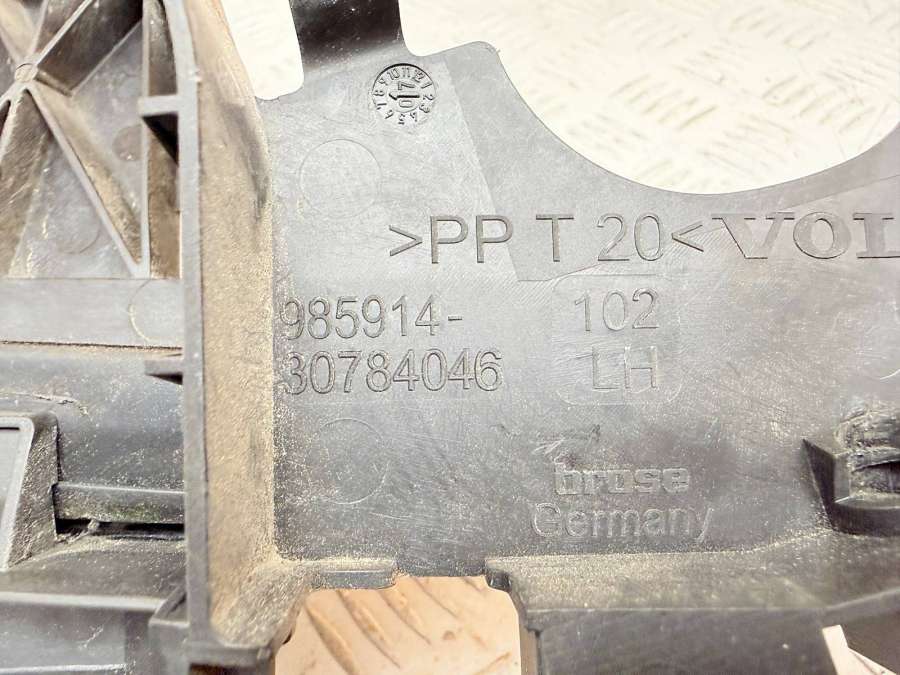 >PP T 20< VOL
985914-
102
30784046
LH
brose
Germany